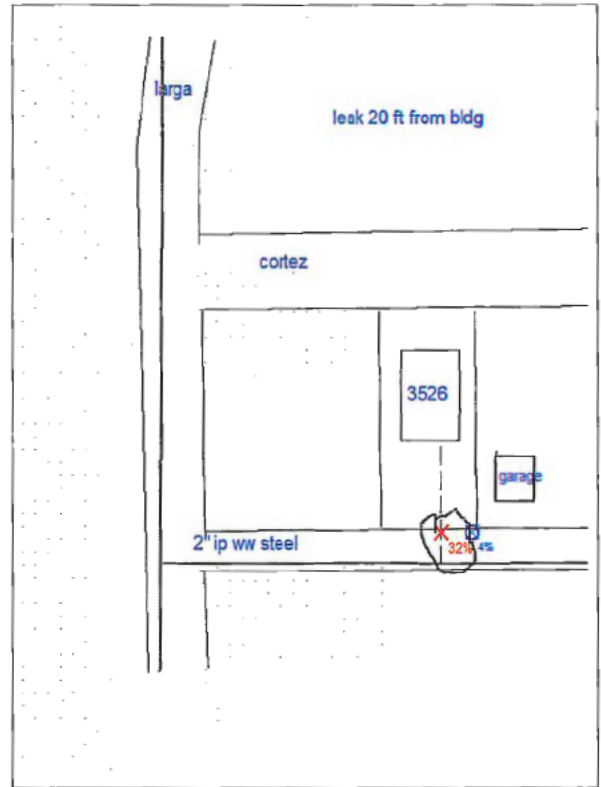 larga
leak 20 ft from bldg
cortez
3526
garage
2" ip ww steel
32% 4%